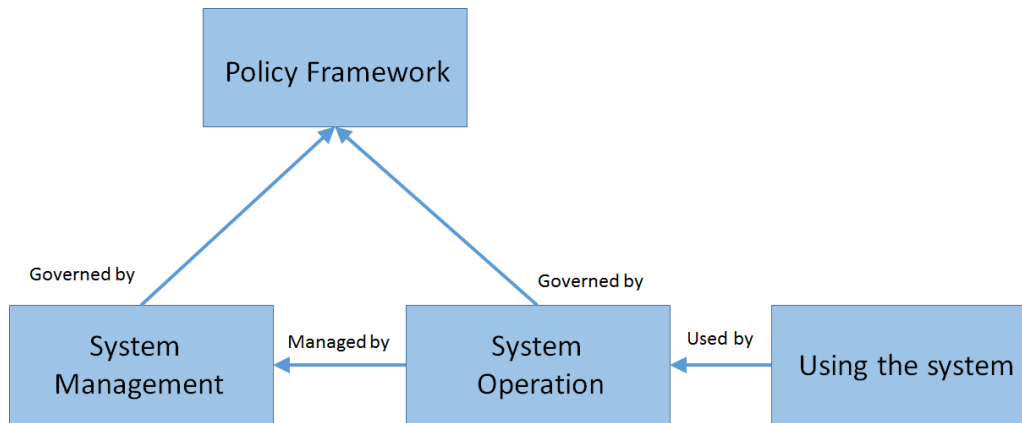 Policy Framework
Governed by
Governed by
System
Management
Managed by
System
Operation
Used by
Using the system